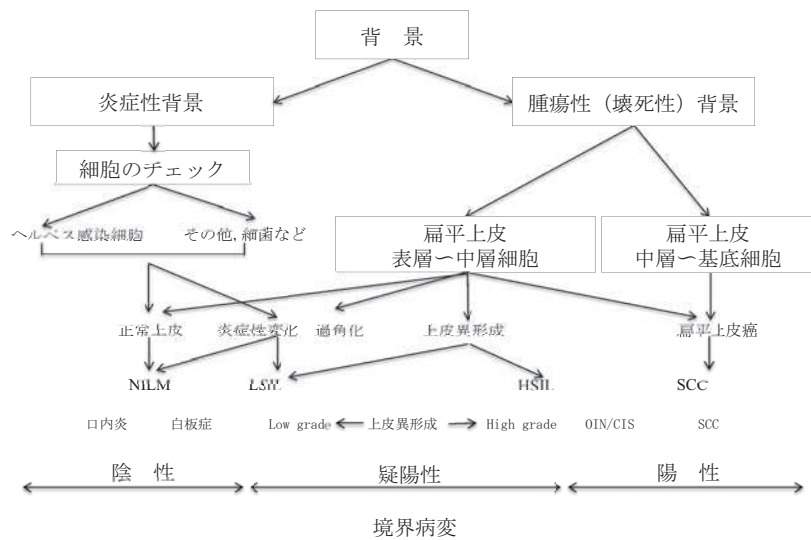 背 景
炎症性背景
腫瘍性（壊死性）背景
細胞のチェック
ヘルペス感染細胞
その他,細菌など
扁平上皮
表層～中層細胞
扁平上皮
中層～基底細胞
正常上皮
炎症性変化
過角化
上皮異形成
扁平上皮癌
NILM
LSIL
HSIL
SCC
口内炎
白板症
Low grade
上皮異形成
High grade
OIN/CIS
SCC
陰 性
疑陽性
陽 性
境界病変